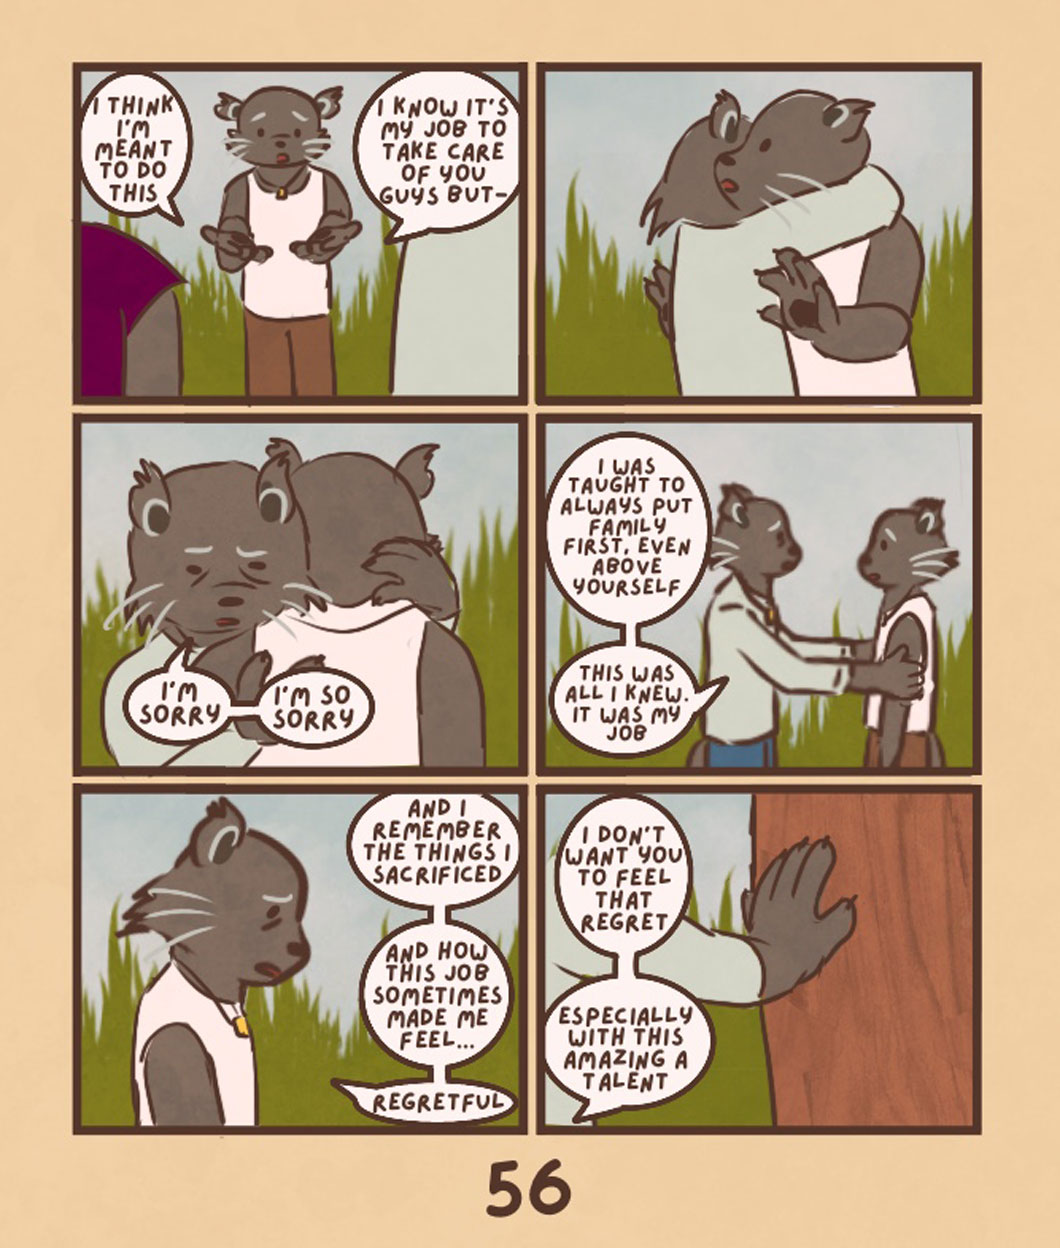 I THINK
I'M
MEANT
TO DO
THIS
I KNOW IT'S
MY JOB TO
TAKE CARE
OF YOU
GUYS BUT-
I'M
SORRY
I'M SO
SORRY
I WAS
TAUGHT TO
ALWAYS PUT
FAMILY
FIRST, EVEN
ABOVE
YOURSELF
THIS WAS
ALL I KNEW.
IT WAS MY
JOB
AND I
REMEMBER
THE THINGS I
SACRIFICED
AND HOW
THIS JOB
SOMETIMES
MADE ME
FEEL...
REGRETFUL
I DON'T
WANT YOU
TO FEEL
THAT
REGRET
ESPECIALLY
WITH THIS
AMAZING A
TALENT
56